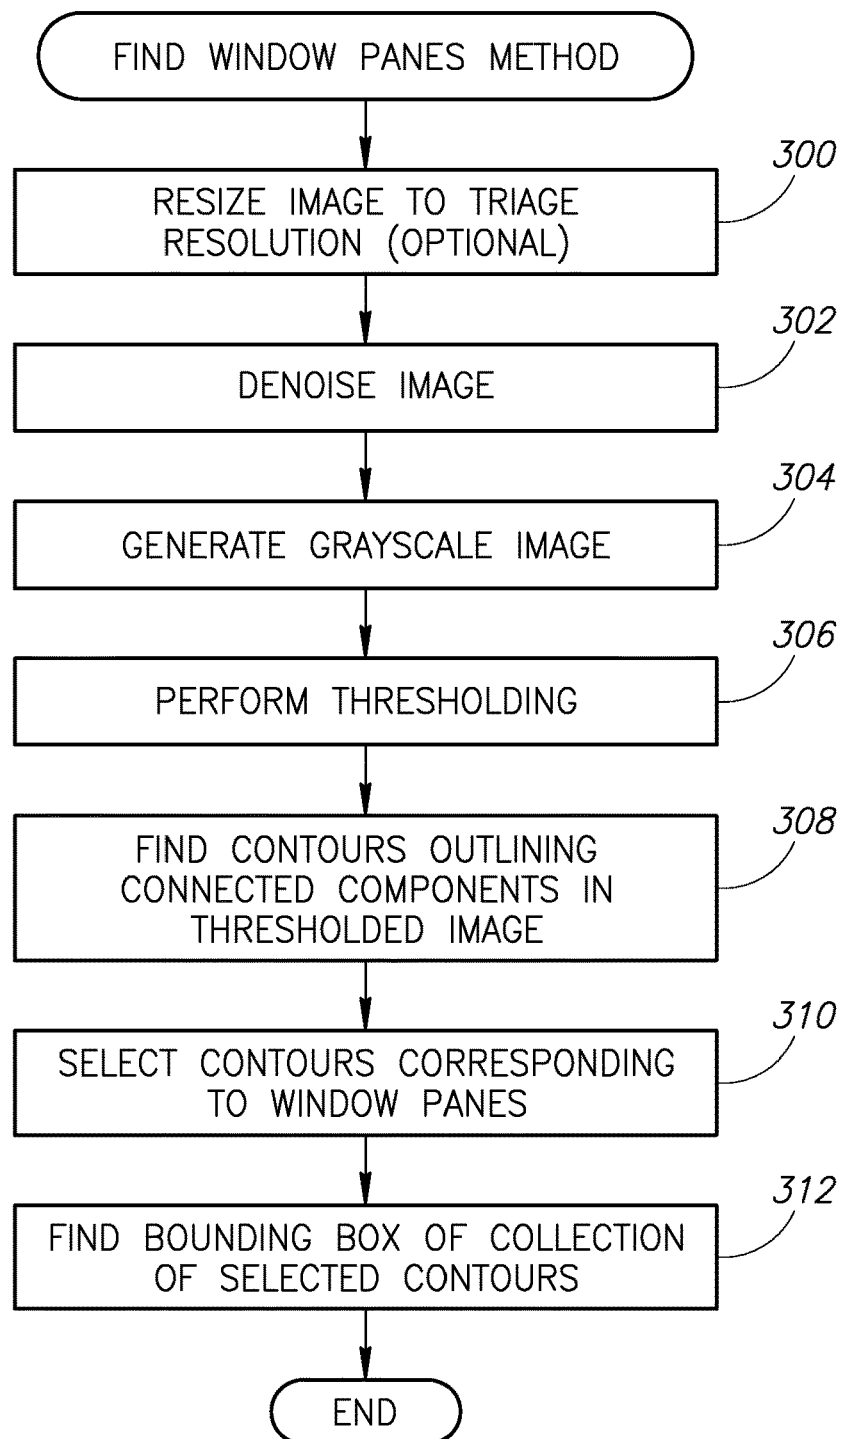 FIND WINDOW PANES METHOD
300
RESIZE IMAGE TO TRIAGE
RESOLUTION (OPTIONAL)
302
DENOISE IMAGE
304
GENERATE GRAYSCALE IMAGE
306
PERFORM THRESHOLDING
308
FIND CONTOURS OUTLINING
CONNECTED COMPONENTS IN
THRESHOLDED IMAGE
310
SELECT CONTOURS CORRESPONDING
TO WINDOW PANES
312
FIND BOUNDING BOX OF COLLECTION
OF SELECTED CONTOURS
END